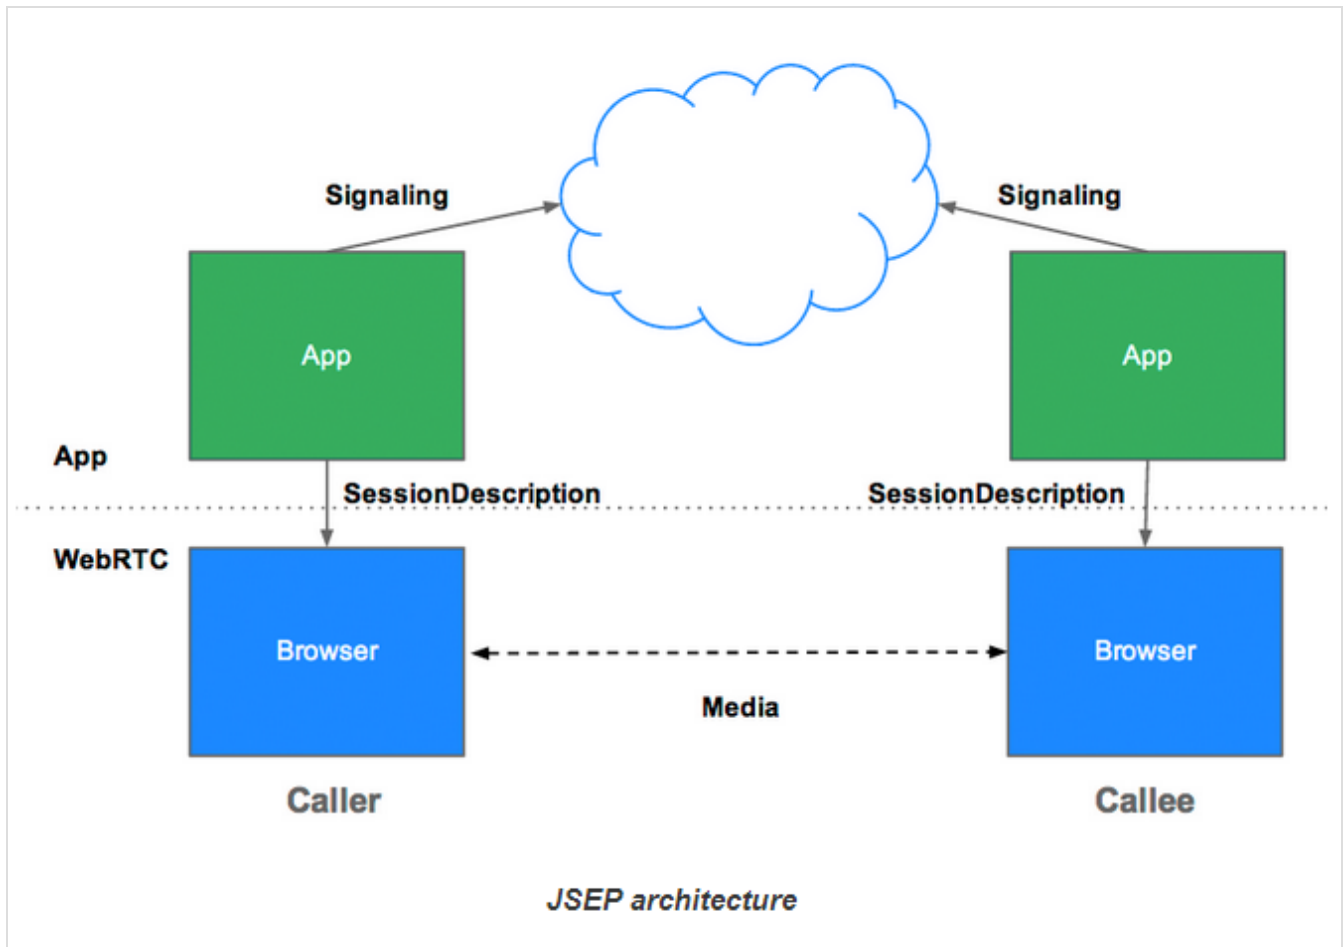 Signaling
Signaling
App
App
App
SessionDescription
SessionDescription
WebRTC
Browser
Browser
Media
Caller
Callee
JSEP architecture